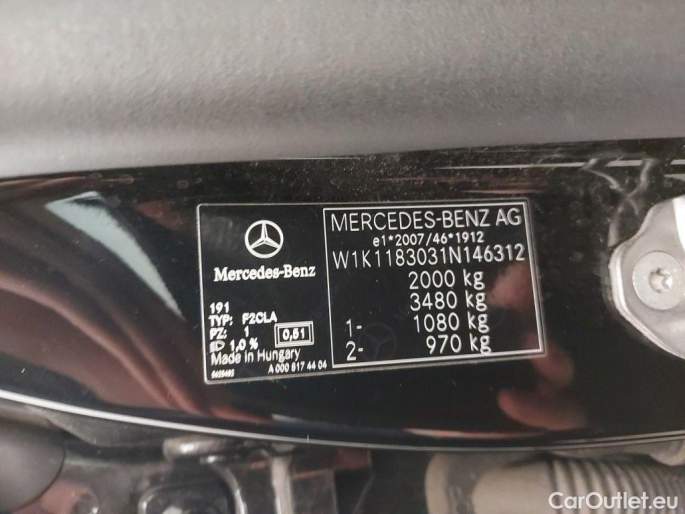 Mercedes-Benz
191
TYP: F2CLA
PZ: 1
1,0 %
0,51
Made in Hungary
A 000 817 44 04
MERCEDES-BENZ AG
e1*2007/46*1912
W1K1183031N146312
2000 kg
3480 kg
1- 1080 kg
2- 970 kg
CarOutlet.eu